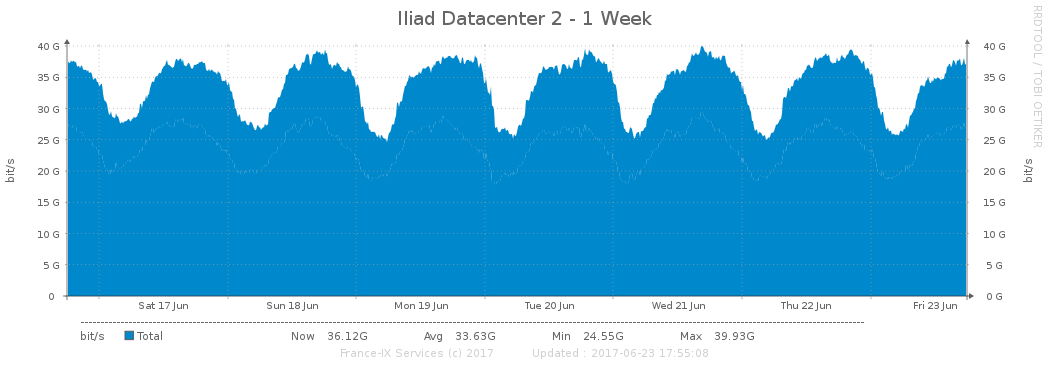 Iliad Datacenter 2 - 1 Week
RRDTOOL / TOBI OETIKER
bit/s
40 G
35 G
30 G
25 G
20 G
15 G
10 G
5 G
0
40 G
35 G
30 G
25 G
20 G
15 G
10 G
5 G
0 G
bit/s
Sat 17 Jun Sun 18 Jun Mon 19 Jun Tue 20 Jun Wed 21 Jun Thu 22 Jun Fri 23 Jun
bit/s Total Now 36.12G Avg 33.63G Min 24.55G Max 39.93G
France-IX Services (c) 2017 Updated : 2017-06-23 17:55:08